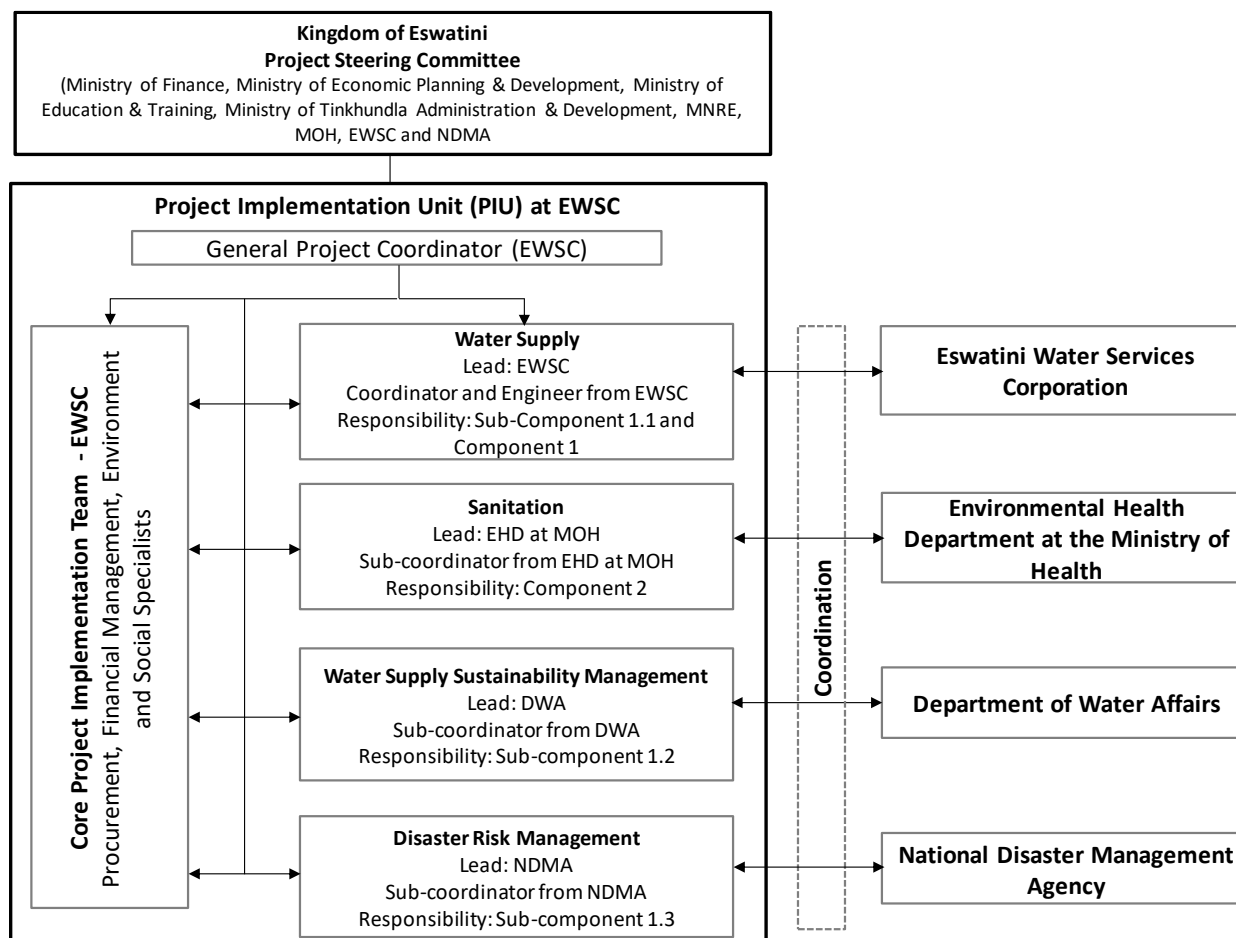 Kingdom of Eswatini
Project Steering Committee
(Ministry of Finance, Ministry of Economic Planning & Development, Ministry of
Education & Training, Ministry of Tinkhundla Administration & Development, MNRE,
MOH, EWSC and NDMA
Project Implementation Unit (PIU) at EWSC
General Project Coordinator (EWSC)
Core Project Implementation Team - EWSC
Procurement, Financial Management, Environment
and Social Specialists
Water Supply
Lead: EWSC
Coordinator and Engineer from EWSC
Responsibility: Sub-Component 1.1 and
Component 1
Sanitation
Lead: EHD at MOH
Sub-coordinator from EHD at MOH
Responsibility: Component 2
Water Supply Sustainability Management
Lead: DWA
Sub-coordinator from DWA
Responsibility: Sub-component 1.2
Disaster Risk Management
Lead: NDMA
Sub-coordinator from NDMA
Responsibility: Sub-component 1.3
Coordination
Eswatini Water Services
Corporation
Environmental Health
Department at the Ministry of
Health
Department of Water Affairs
National Disaster Management
Agency